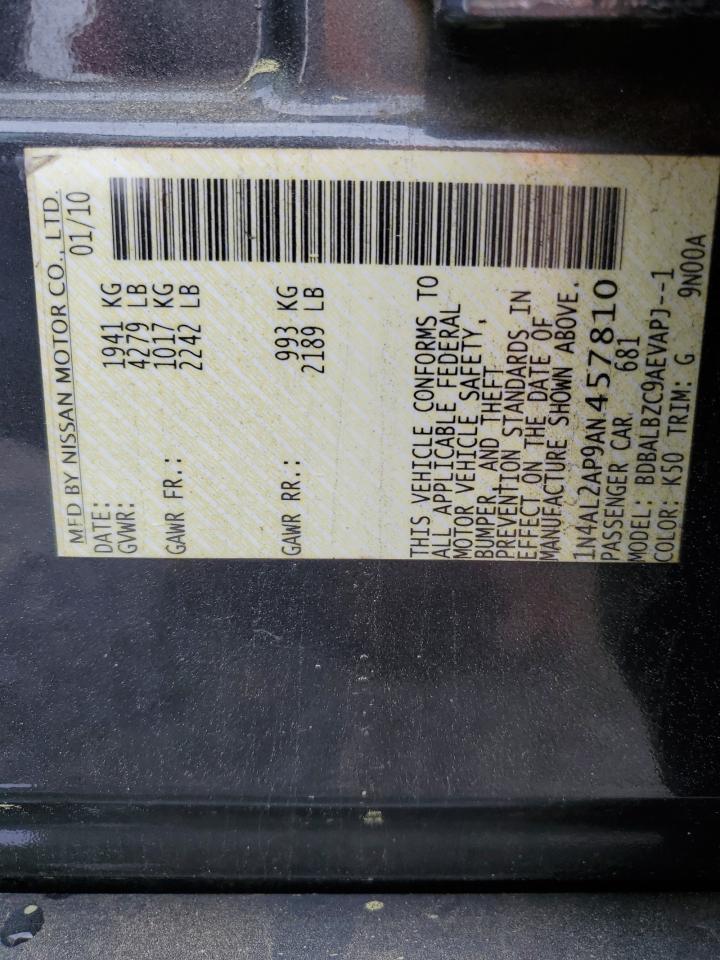 MFD BY NISSAN MOTOR CO., LTD.
DATE: 01/10
GVWR: 1941 KG
4279 LB
GAWR FR.: 1017 KG
2242 LB
GAWR RR.: 993 KG
2189 LB
THIS VEHICLE CONFORMS TO
ALL APPLICABLE FEDERAL
MOTOR VEHICLE SAFETY,
BUMPER AND THEFT
PREVENTION STANDARDS IN
EFFECT ON THE DATE OF
MANUFACTURE SHOWN ABOVE.
1N4AL2AP9AN457810
PASSENGER CAR 681
MODEL: BDBALBZC9AEVAPJ--1
COLOR: K50 TRIM: G 9N00A